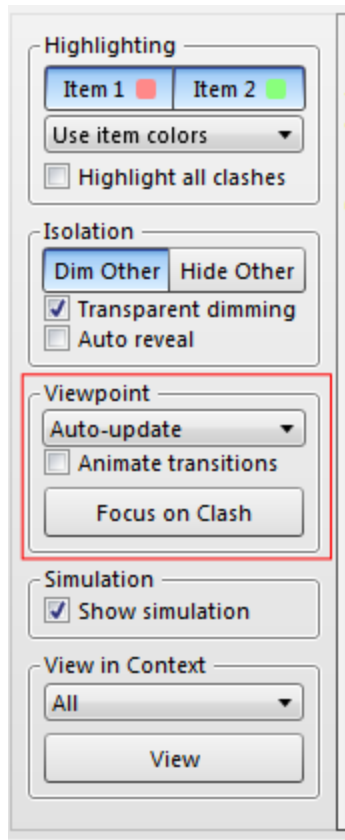 Highlighting
Item 1 Item 2
Use item colors
Highlight all clashes
Isolation
Dim Other Hide Other
Transparent dimming
Auto reveal
Viewpoint
Auto-update
Animate transitions
Focus on Clash
Simulation
Show simulation
View in Context
All
View